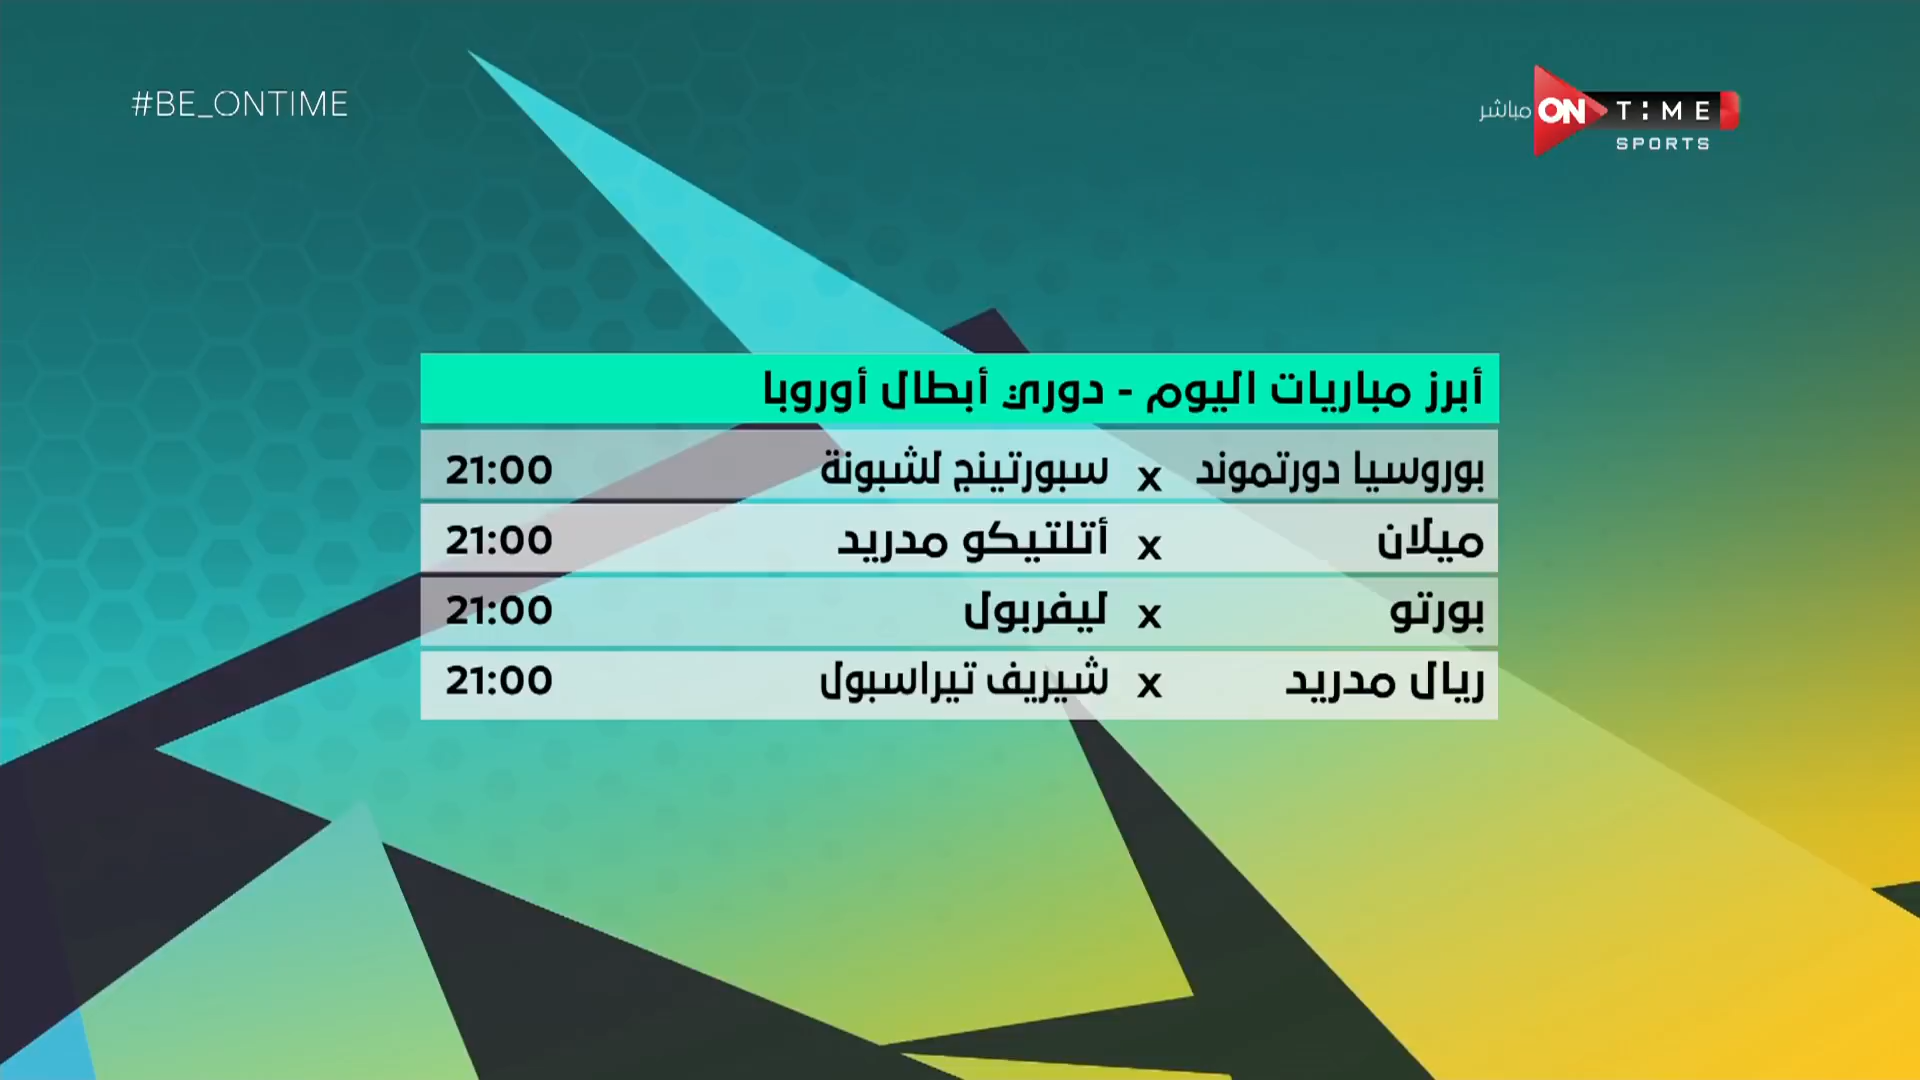 #BE_ONTIME
مباشر ON TIME
SPORTS
أبرز مباريات اليوم - دوري أبطال أوروبا
بوروسيا دورتموند x سبورتينج لشبونة 21:00
ميلان x أتلتيكو مدريد 21:00
بورتو x ليفربول 21:00
ريال مدريد x شيريف تيراسبول 21:00